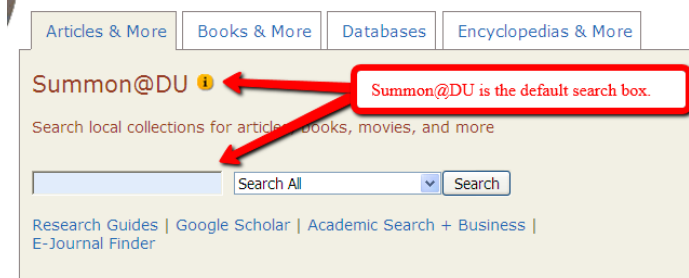 Articles & More Books & More Databases Encyclopedias & More
Summon@DU i
Summon@DU is the default search box.
Search local collections for articles, books, movies, and more
Search All Search
Research Guides | Google Scholar | Academic Search + Business |
E-Journal Finder